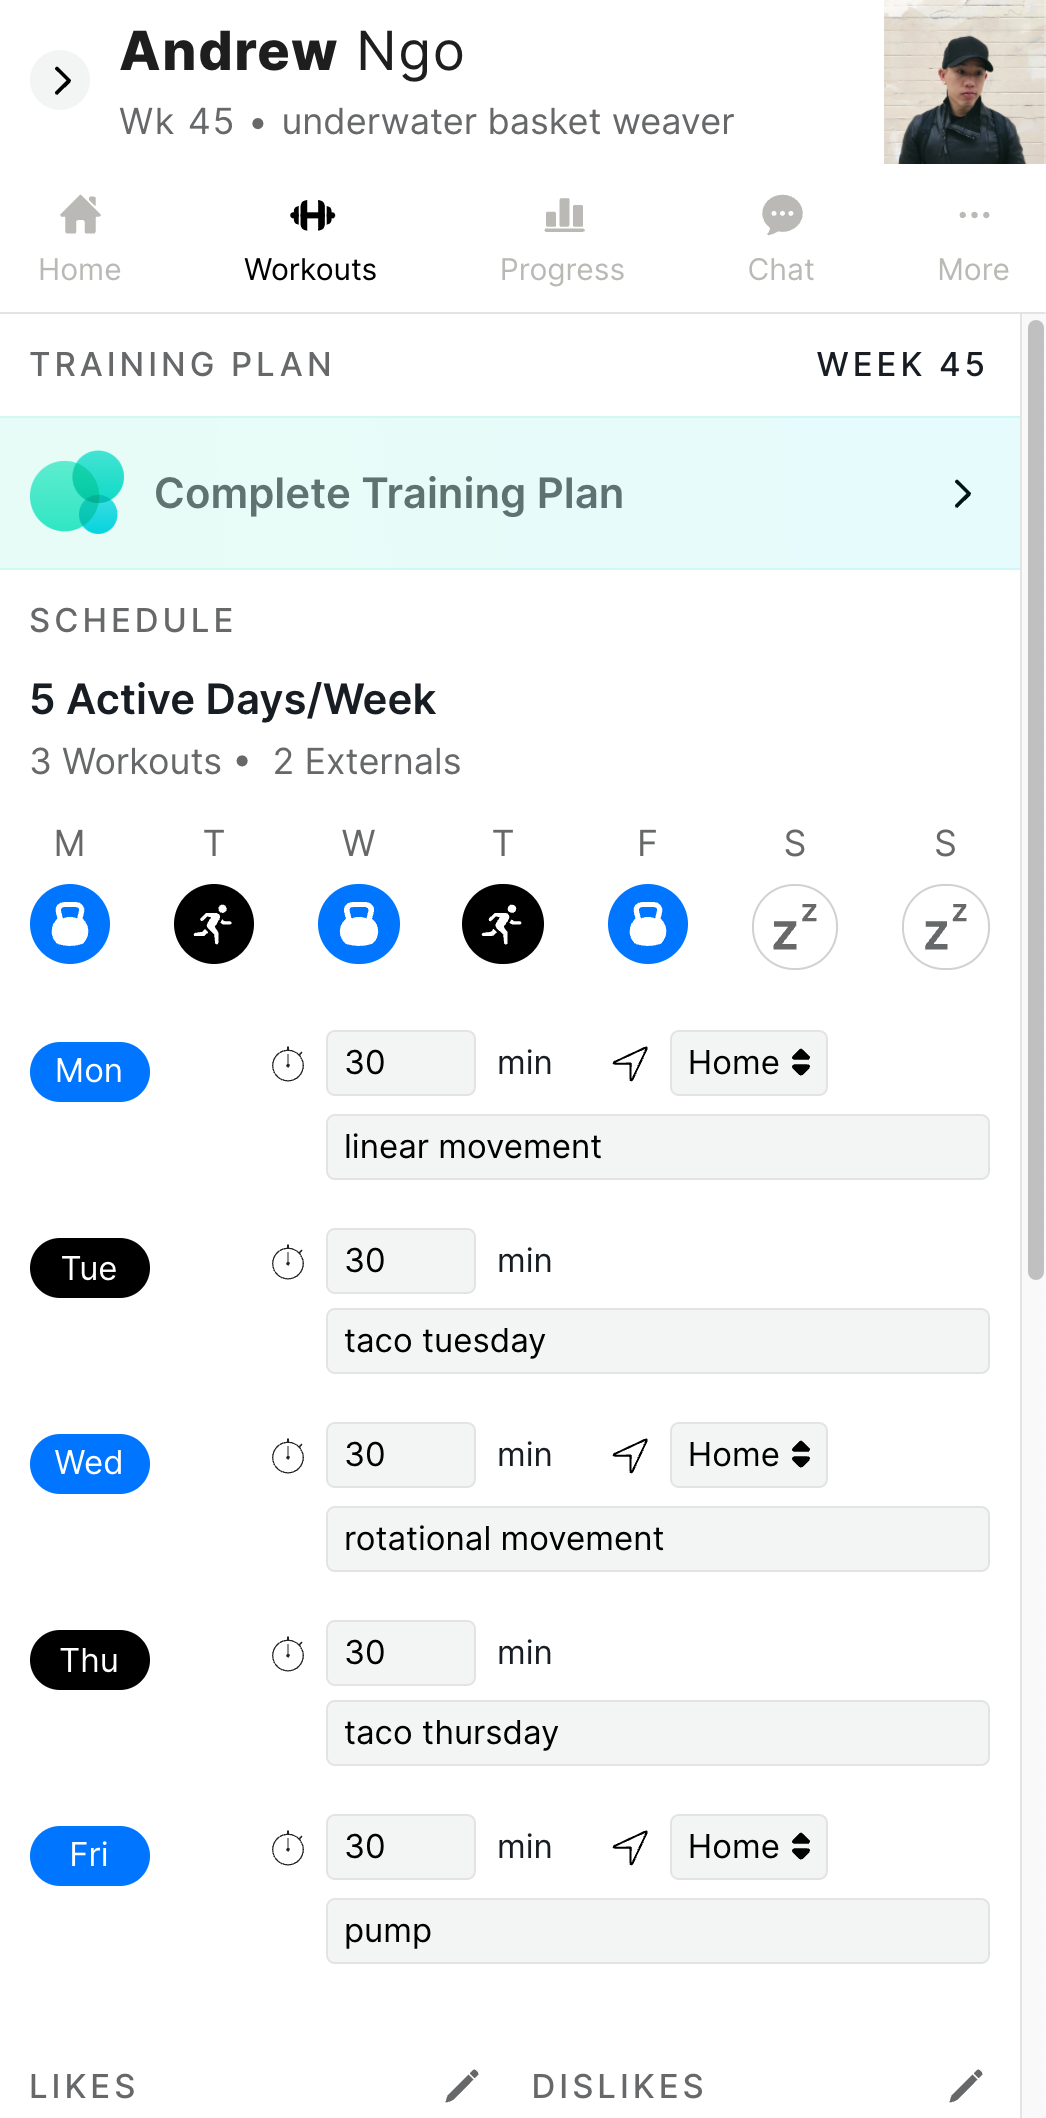 Andrew Ngo
Wk 45 • underwater basket weaver
Home Workouts Progress Chat More
TRAINING PLAN WEEK 45
Complete Training Plan
SCHEDULE
5 Active Days/Week
3 Workouts • 2 Externals
M T W T F S S
z z z z
Mon 30 min Home
linear movement
Tue 30 min
taco tuesday
Wed 30 min Home
rotational movement
Thu 30 min
taco thursday
Fri 30 min Home
pump
LIKES DISLIKES